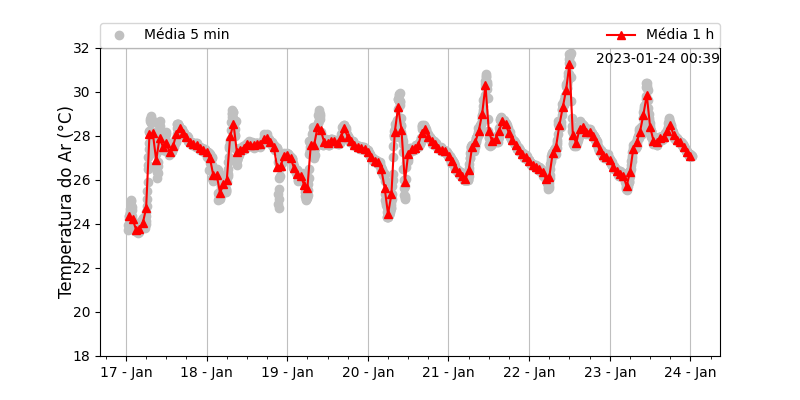 Média 5 min
Média 1 h
2023-01-24 00:39
Temperatura do Ar (°C)
32
30
28
26
24
22
20
18
17 - Jan
18 - Jan
19 - Jan
20 - Jan
21 - Jan
22 - Jan
23 - Jan
24 - Jan